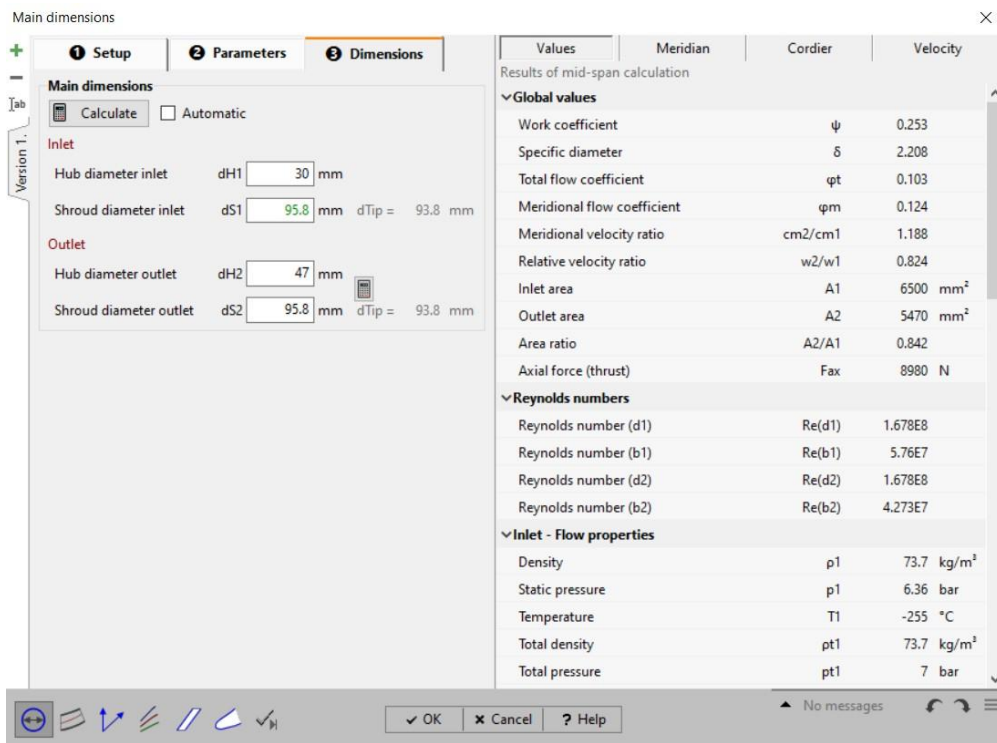 Main dimensions
1 Setup
2 Parameters
3 Dimensions
Main dimensions
Calculate
Automatic
Inlet
Hub diameter inlet dH1 30 mm
Shroud diameter inlet dS1 95.8 mm dTip = 93.8 mm
Outlet
Hub diameter outlet dH2 47 mm
Shroud diameter outlet dS2 95.8 mm dTip = 93.8 mm
Iab
Version 1.
Values Meridian Cordier Velocity
Results of mid-span calculation
Global values
Work coefficient ψ 0.253
Specific diameter δ 2.208
Total flow coefficient φt 0.103
Meridional flow coefficient φm 0.124
Meridional velocity ratio cm2/cm1 1.188
Relative velocity ratio w2/w1 0.824
Inlet area A1 6500 mm²
Outlet area A2 5470 mm²
Area ratio A2/A1 0.842
Axial force (thrust) Fax 8980 N
Reynolds numbers
Reynolds number (d1) Re(d1) 1.678E8
Reynolds number (b1) Re(b1) 5.76E7
Reynolds number (d2) Re(d2) 1.678E8
Reynolds number (b2) Re(b2) 4.273E7
Inlet - Flow properties
Density ρ1 73.7 kg/m³
Static pressure p1 6.36 bar
Temperature T1 -255 °C
Total density ρt1 73.7 kg/m³
Total pressure pt1 7 bar
OK Cancel ? Help
No messages